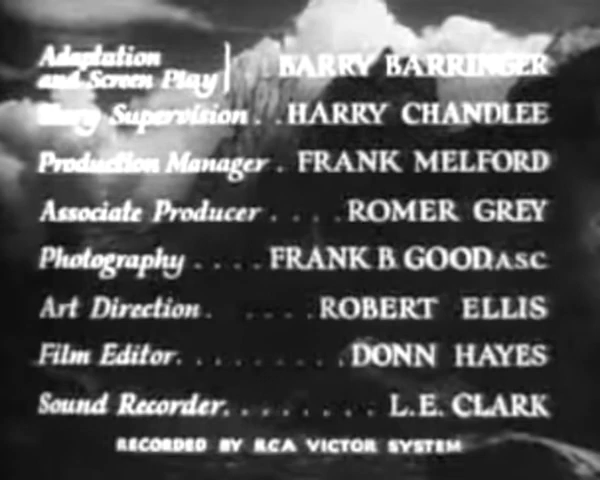 Adaptation
and Screen Play } . . BARRY BARRINGER
Story Supervision . . HARRY CHANDLEE
Production Manager . FRANK MELFORD
Associate Producer . . . . ROMER GREY
Photography . . . . FRANK B. GOOD A.S.C.
Art Direction . . . . . ROBERT ELLIS
Film Editor. . . . . . . . . DONN HAYES
Sound Recorder. . . . . . . . L. E. CLARK
RECORDED BY RCA VICTOR SYSTEM